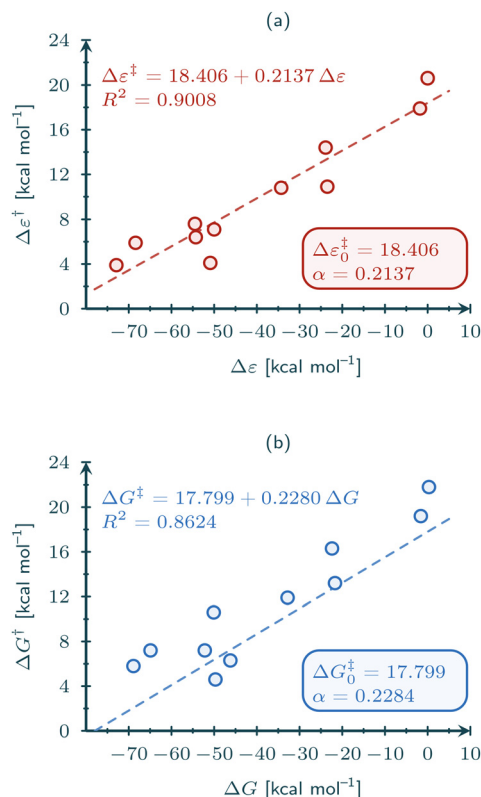 (a)
24
20
16
12
8
4
0
Δε† [kcal mol⁻¹]
Δε‡ = 18.406 + 0.2137 Δε
R² = 0.9008
Δε‡₀ = 18.406
α = 0.2137
−70 −60 −50 −40 −30 −20 −10 0 10
Δε [kcal mol⁻¹]
(b)
24
20
16
12
8
4
0
ΔG† [kcal mol⁻¹]
ΔG‡ = 17.799 + 0.2280 ΔG
R² = 0.8624
ΔG‡₀ = 17.799
α = 0.2284
−70 −60 −50 −40 −30 −20 −10 0 10
ΔG [kcal mol⁻¹]